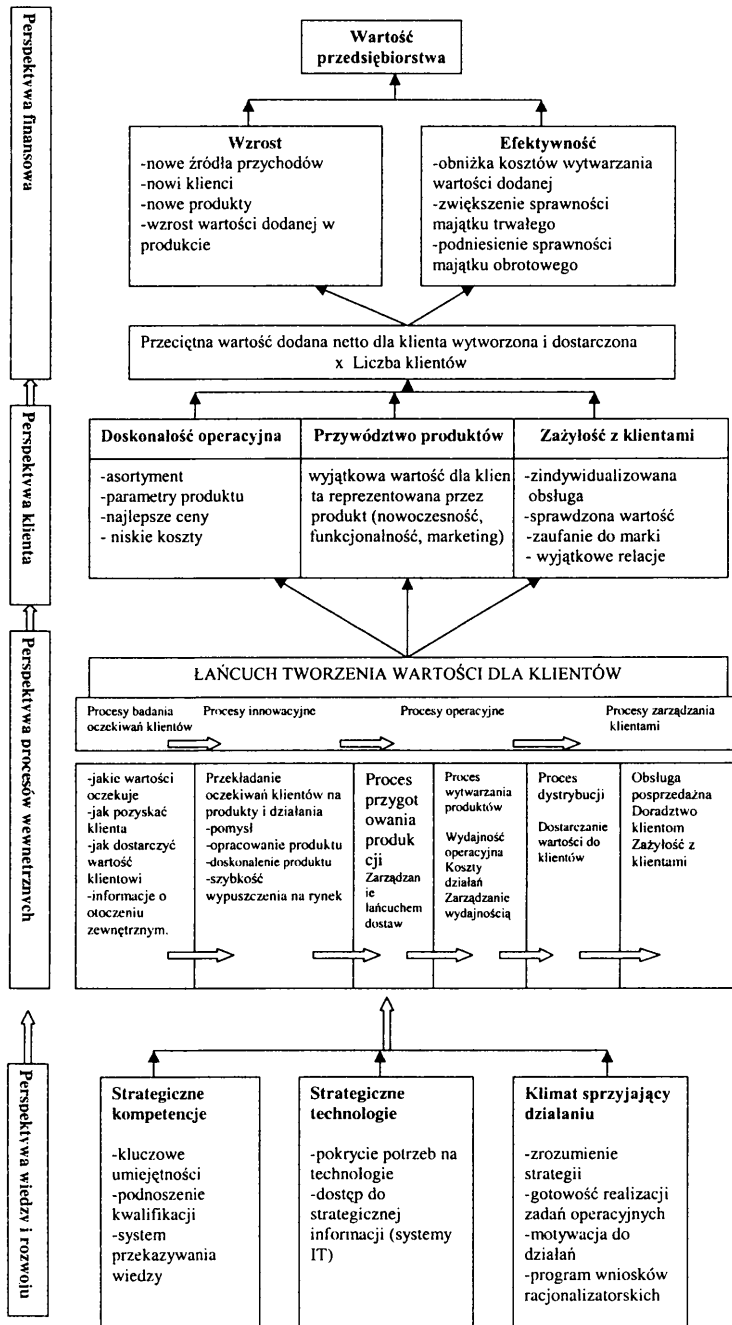 Perspektywa finansowa
Wartość
przedsiębiorstwa
Wzrost
-nowe źródła przychodów
-nowi klienci
-nowe produkty
-wzrost wartości dodanej w
produkcie
Efektywność
-obniżka kosztów wytwarzania
wartości dodanej
-zwiększenie sprawności
majątku trwałego
-podniesienie sprawności
majątku obrotowego
Przeciętna wartość dodana netto dla klienta wytworzona i dostarczona
x Liczba klientów
Perspektywa klienta
Doskonałość operacyjna
-asortyment
-parametry produktu
-najlepsze ceny
- niskie koszty
Przywództwo produktów
wyjątkowa wartość dla klien
ta reprezentowana przez
produkt (nowoczesność,
funkcjonalność, marketing)
Zażyłość z klientami
-zindywidualizowana
obsługa
-sprawdzona wartość
-zaufanie do marki
- wyjątkowe relacje
Perspektywa procesów wewnetrznych
ŁAŃCUCH TWORZENIA WARTOŚCI DLA KLIENTÓW
Procesy badania
oczekiwań klientów
Procesy innowacyjne
Procesy operacyjne
Procesy zarządzania
klientami
-jakie wartości
oczekuje
-jak pozyskać
klienta
-jak dostarczyć
wartość
klientowi
-informacje o
otoczeniu
zewnętrznym.
Przekładanie
oczekiwań klientów na
produkty i działania
-pomysł
-opracowanie produktu
-doskonalenie produktu
-szybkość
wypuszczenia na rynek
Proces
przygot
owania
produk
cji
Zarządzan
ie
łańcuchem
dostaw
Proces
wytwarzania
produktów
Wydajność
operacyjna
Koszty
działań
Zarządzanie
wydajnością
Proces
dystrybucji
Dostarczanie
wartości do
klientów
Obsługa
posprzedażna
Doradztwo
klientom
Zażyłość z
klientami
Perspektywa wiedzy i rozwoju
Strategiczne
kompetencje
-kluczowe
umiejętności
-podnoszenie
kwalifikacji
-system
przekazywania
wiedzy
Strategiczne
technologie
-pokrycie potrzeb na
technologie
-dostęp do
strategicznej
informacji (systemy
IT)
Klimat sprzyjający
działaniu
-zrozumienie
strategii
-gotowość realizacji
zadań operacyjnych
-motywacja do
działań
-program wniosków
racjonalizatorskich